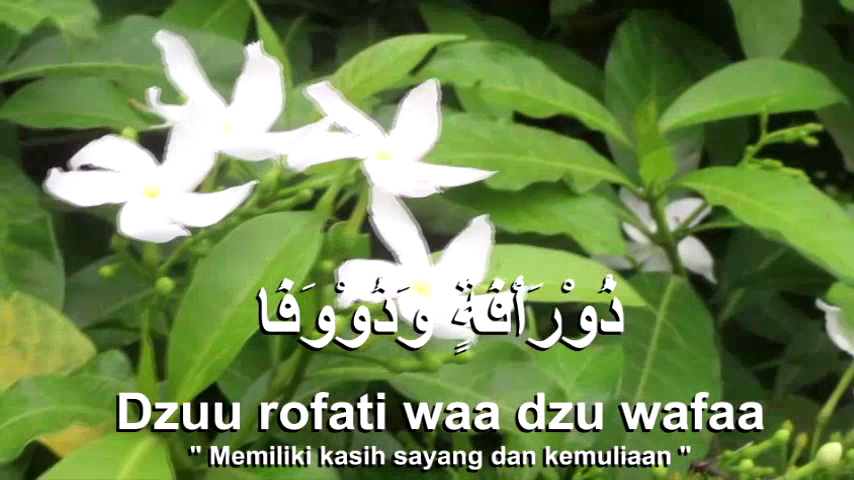 ذُوْرَأْفَةٍ وَذُوْوَفَا
Dzuu rofati waa dzu wafaa
" Memiliki kasih sayang dan kemuliaan "